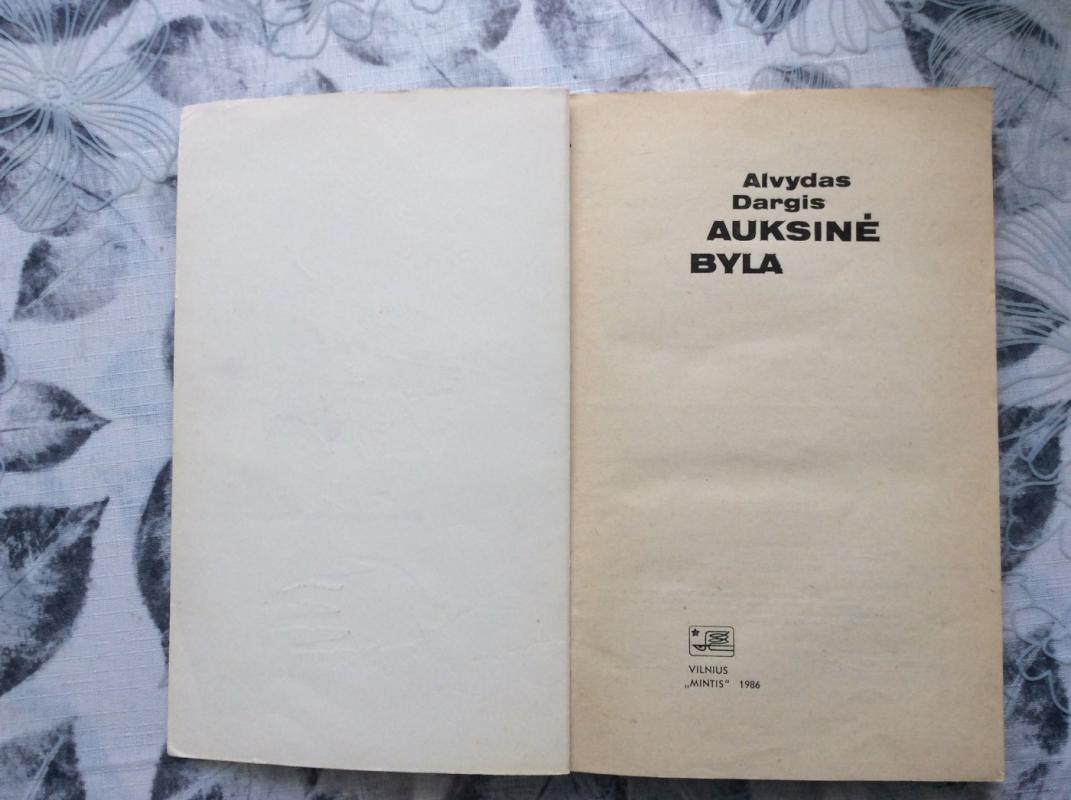 Alvydas
Dargis
AUKSINĖ
BYLA
VILNIUS
„MINTIS“ 1986